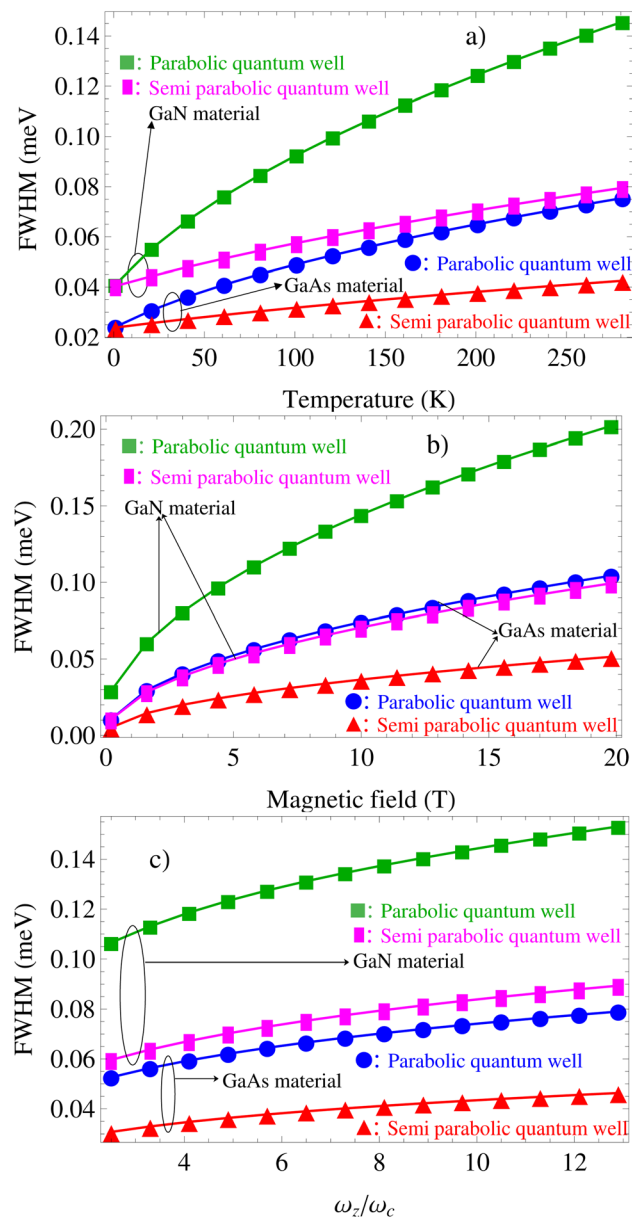 0.14
a)
■: Parabolic quantum well
■: Semi parabolic quantum well
0.12
GaN material
0.10
FWHM (meV
0.08
0.06
●: Parabolic quantum well
0.04
GaAs material
▲: Semi parabolic quantum well
0.02
0 50 100 150 200 250
Temperature (K)
0.20
b)
■: Parabolic quantum well
■: Semi parabolic quantum well
0.15
GaN material
FWHM (meV)
0.10
GaAs material
0.05
●: Parabolic quantum well
▲: Semi parabolic quantum well
0.00
0 5 10 15 20
Magnetic field (T)
c)
0.14
0.12
■: Parabolic quantum well
■: Semi parabolic quantum well
0.10
GaN material
FWHM (meV)
0.08
0.06
●: Parabolic quantum well
GaAs material
0.04
▲: Semi parabolic quantum well
4 6 8 10 12
ω_z/ω_c